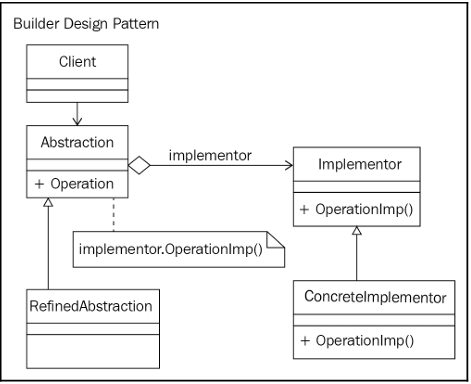 Builder Design Pattern
Client
Abstraction
implementor
Implementor
+ Operation
+ OperationImp()
implementor.OperationImp()
RefinedAbstraction
ConcreteImplementor
+ OperationImp()